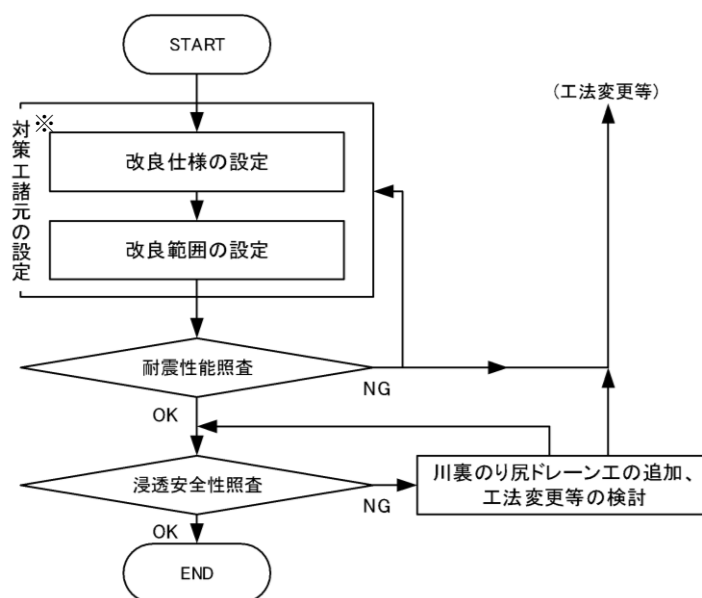 START
(工法変更等)
対策工諸元の設定
※
改良仕様の設定
改良範囲の設定
耐震性能照査
NG
OK
浸透安全性照査
NG
川裏のり尻ドレーン工の追加、
工法変更等の検討
OK
END